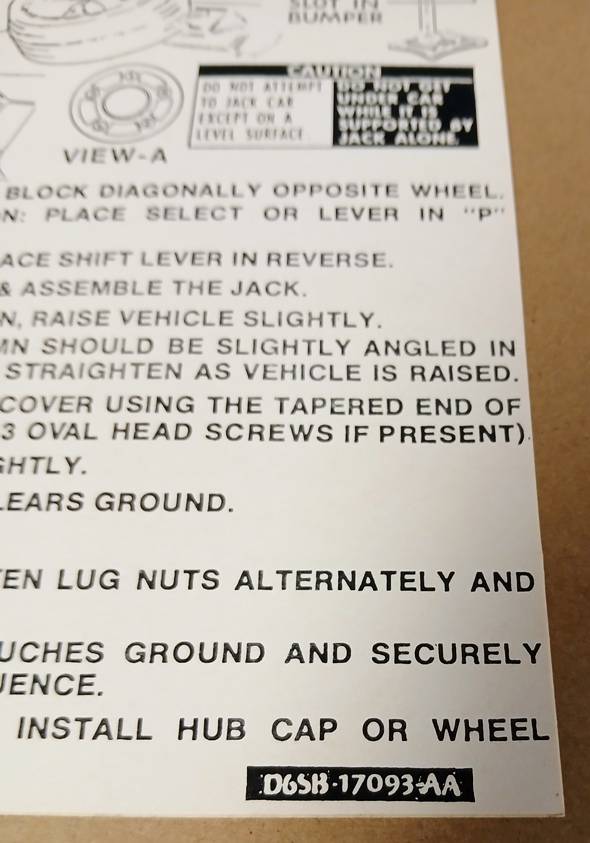 SLOT IN
BUMPER
CAUTION
DO NOT ATTEMPT
TO JACK CAR
EXCEPT ON A
LEVEL SURFACE.
DO NOT GET
UNDER CAR
WHILE IT IS
SUPPORTED BY
JACK ALONE.
VIEW-A
BLOCK DIAGONALLY OPPOSITE WHEEL.
N: PLACE SELECT OR LEVER IN "P"
ACE SHIFT LEVER IN REVERSE.
& ASSEMBLE THE JACK.
N, RAISE VEHICLE SLIGHTLY.
MN SHOULD BE SLIGHTLY ANGLED IN
STRAIGHTEN AS VEHICLE IS RAISED.
COVER USING THE TAPERED END OF
3 OVAL HEAD SCREWS IF PRESENT).
GHTLY.
LEARS GROUND.
TEN LUG NUTS ALTERNATELY AND
UCHES GROUND AND SECURELY
UENCE.
INSTALL HUB CAP OR WHEEL
D6SB-17093-AA